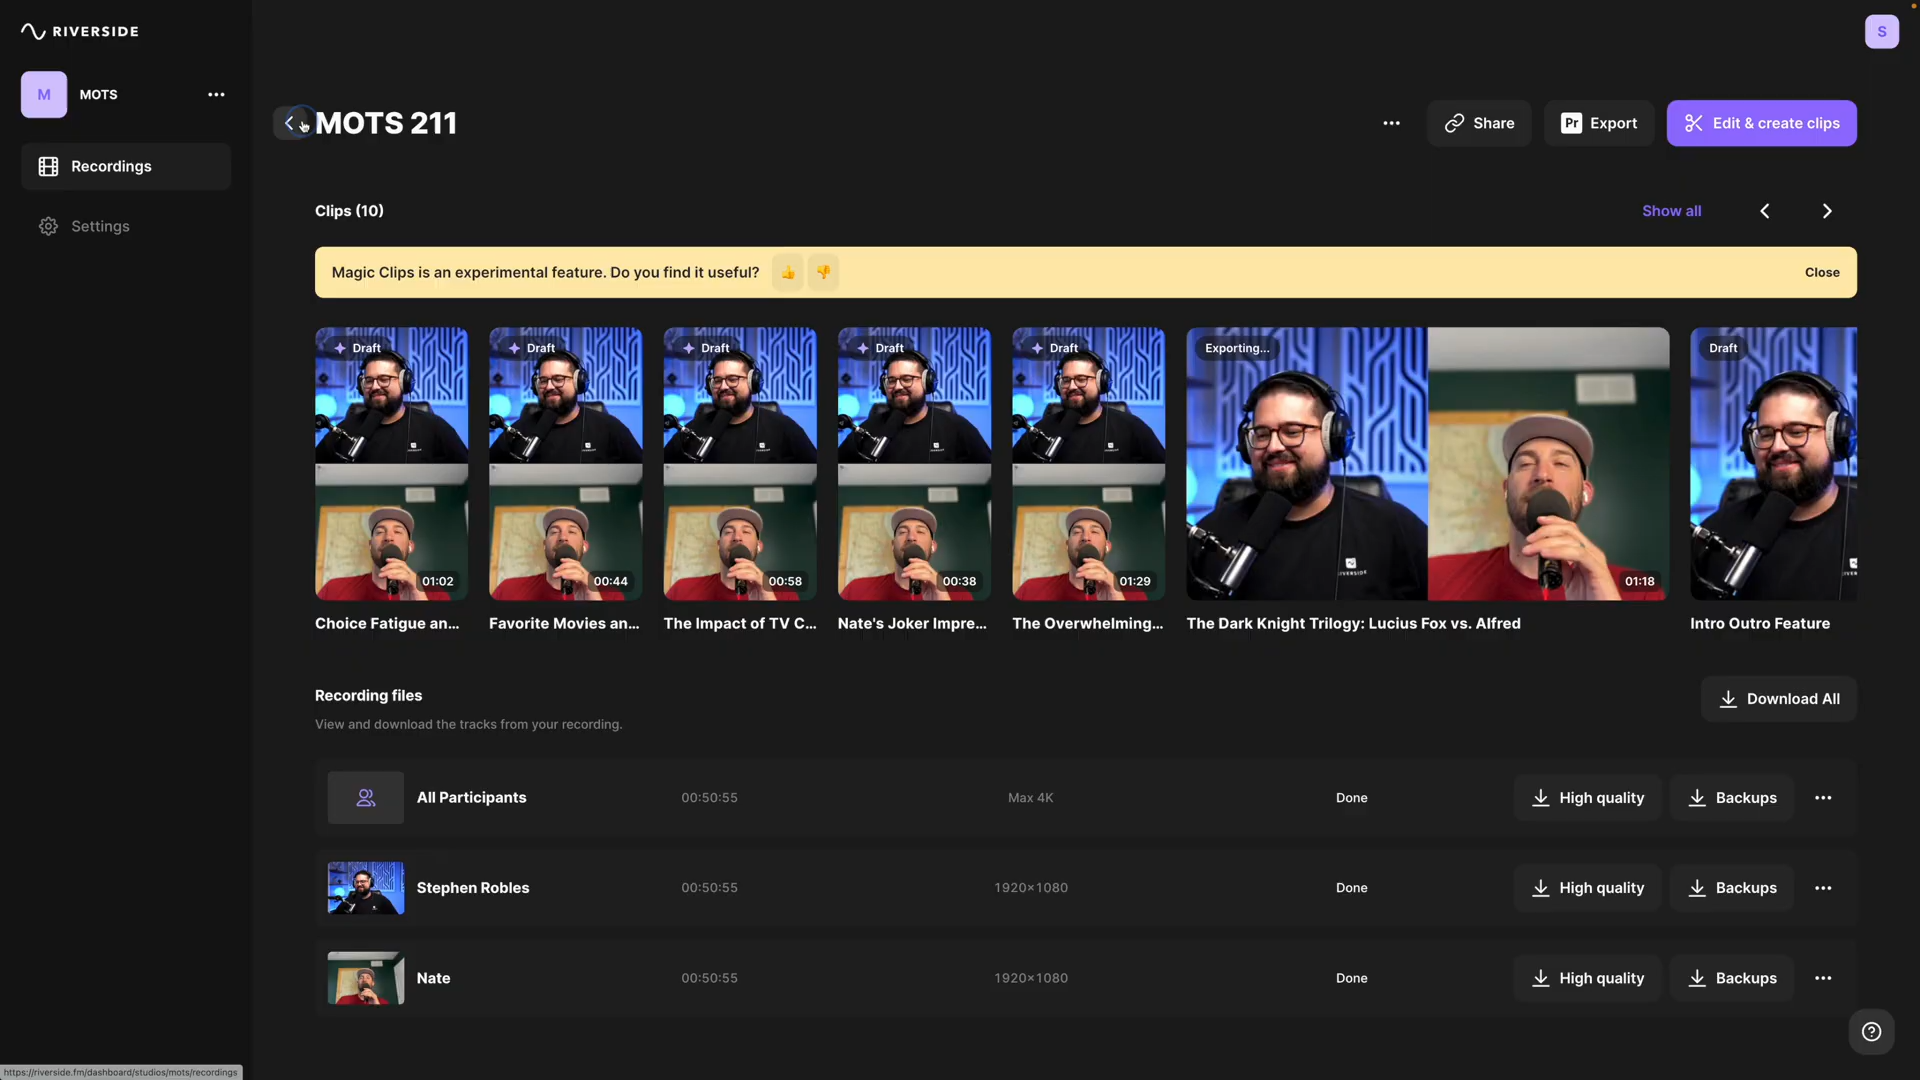 RIVERSIDE
S
M
MOTS
MOTS 211
Share
Pr
Export
Edit & create clips
Recordings
Settings
Clips (10)
Show all
Magic Clips is an experimental feature. Do you find it useful?
Close
Draft
Draft
Draft
Draft
Draft
Exporting...
Draft
RIVERSIDE
01:02
00:44
00:58
00:38
01:29
01:18
Choice Fatigue an...
Favorite Movies an...
The Impact of TV C...
Nate's Joker Impre...
The Overwhelming...
The Dark Knight Trilogy: Lucius Fox vs. Alfred
Intro Outro Feature
Recording files
View and download the tracks from your recording.
Download All
All Participants
00:50:55
Max 4K
Done
High quality
Backups
Stephen Robles
00:50:55
1920×1080
Done
High quality
Backups
Nate
00:50:55
1920×1080
Done
High quality
Backups
https://riverside.fm/dashboard/studios/mots/recordings